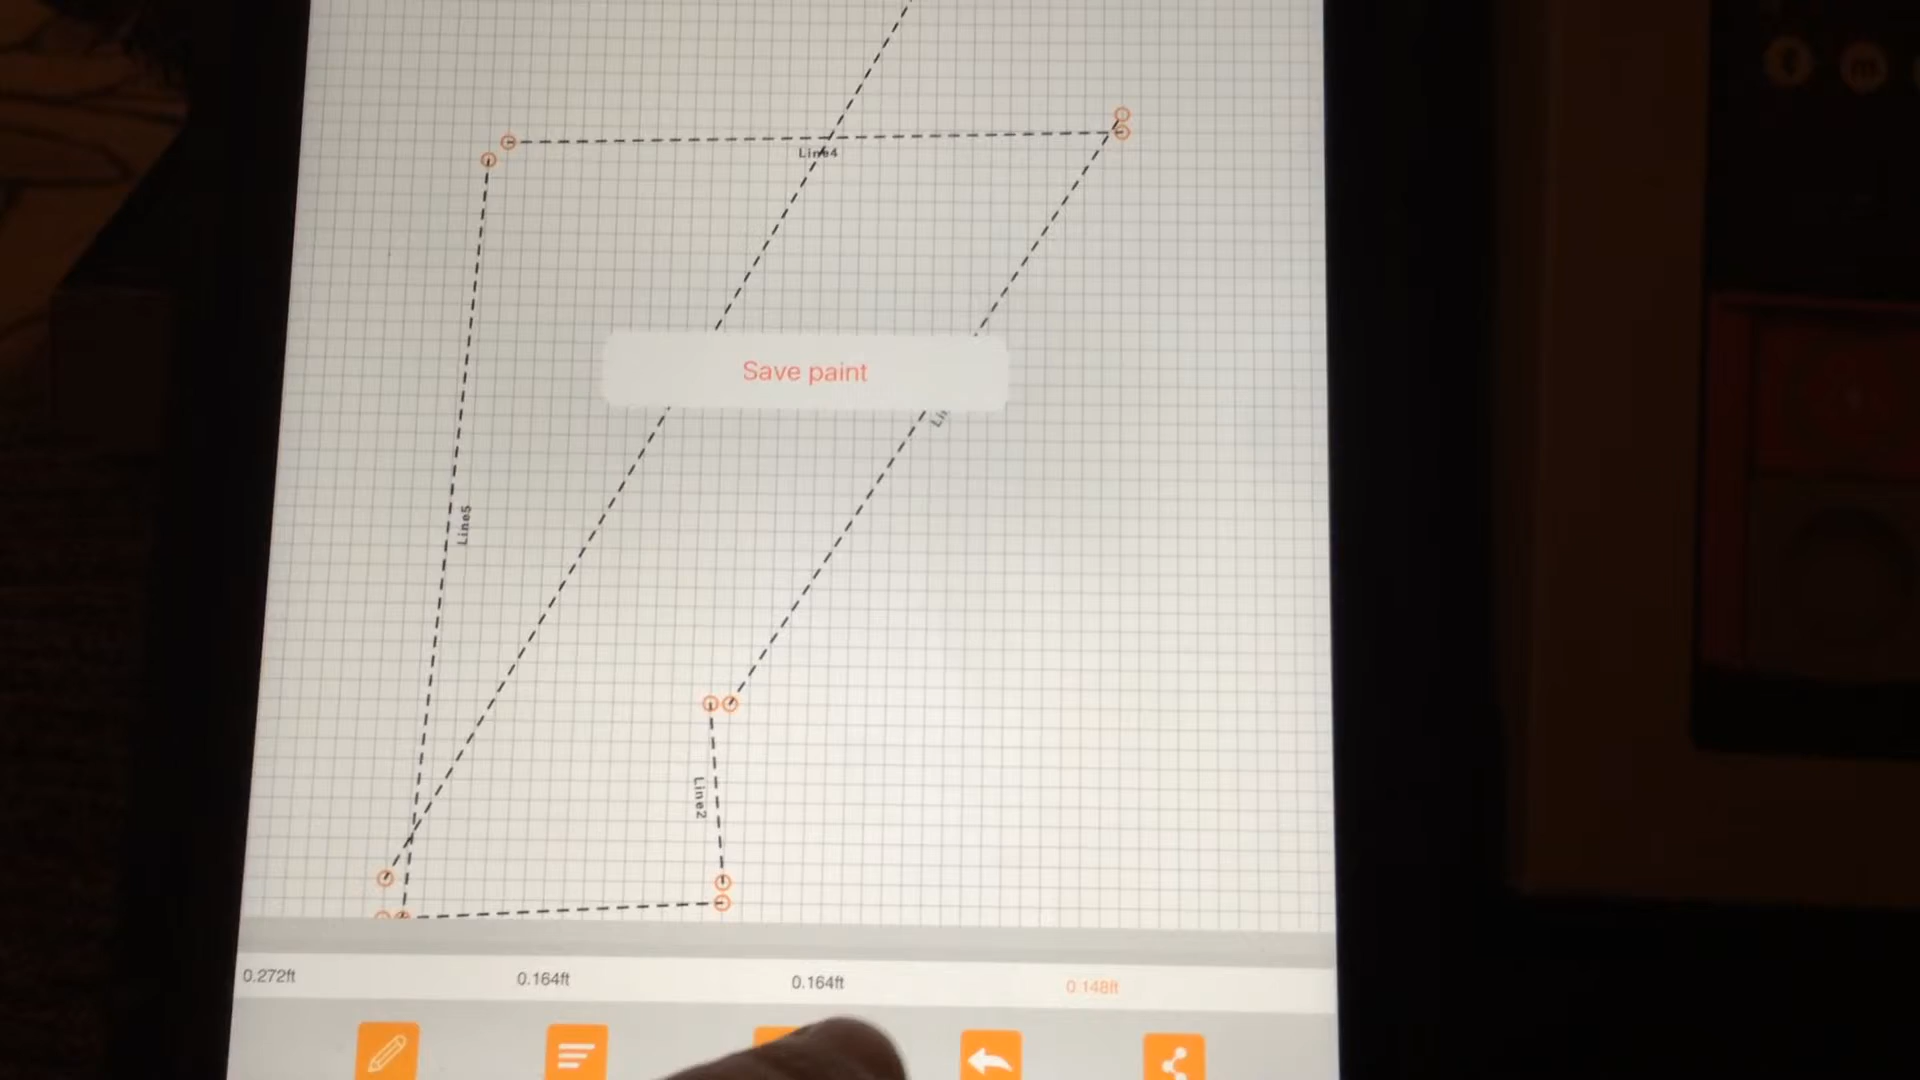 Line4
Save paint
Line5
Line2
0.272ft 0.164ft 0.164ft 0.148ft